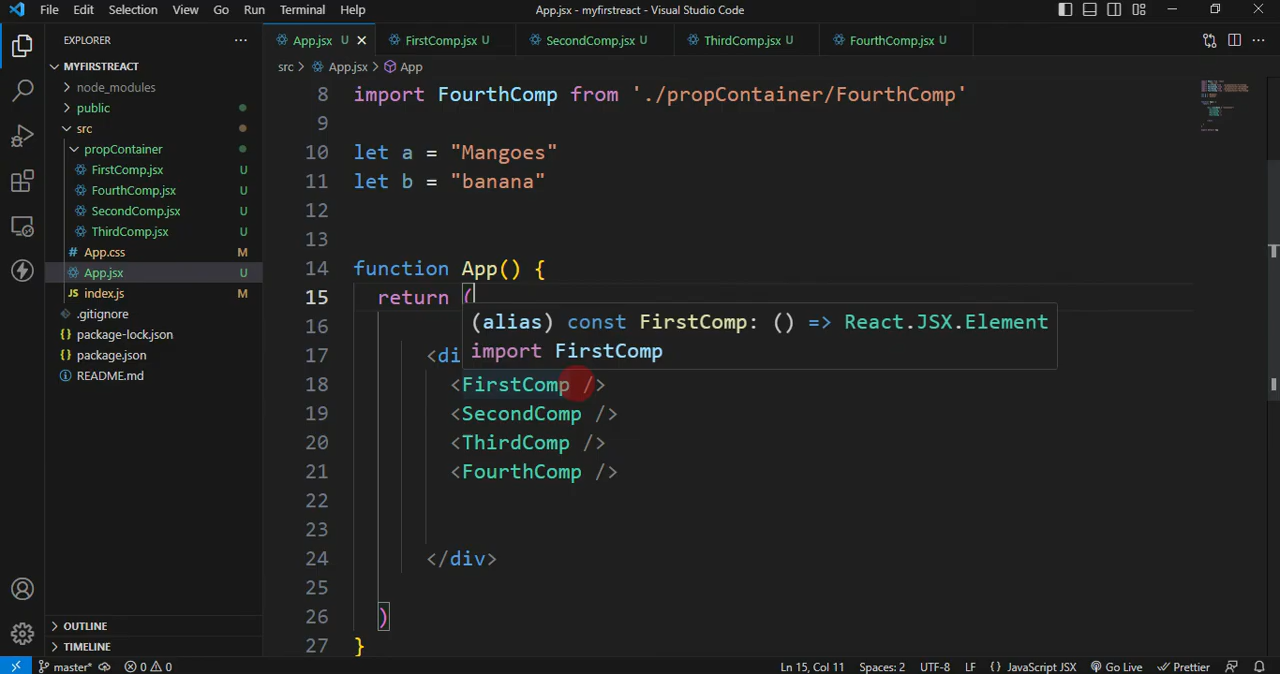 File Edit Selection View Go Run Terminal Help
App.jsx - myfirstreact - Visual Studio Code
EXPLORER
MYFIRSTREACT
node_modules
public
src
propContainer
FirstComp.jsx U
FourthComp.jsx U
SecondComp.jsx U
ThirdComp.jsx U
App.css M
App.jsx U
index.js M
.gitignore
package-lock.json
package.json
README.md
OUTLINE
TIMELINE
App.jsx U FirstComp.jsx U SecondComp.jsx U ThirdComp.jsx U FourthComp.jsx U
src > App.jsx > App
8 import FourthComp from './propContainer/FourthComp'
9
10 let a = "Mangoes"
11 let b = "banana"
12
13
14 function App() {
15 return (
(alias) const FirstComp: () => React.JSX.Element
import FirstComp
16
17 <di
18 <FirstComp />
19 <SecondComp />
20 <ThirdComp />
21 <FourthComp />
22
23
24 </div>
25
26 )
27 }
master* 0 0 Ln 15, Col 11 Spaces: 2 UTF-8 LF {} JavaScript JSX Go Live Prettier